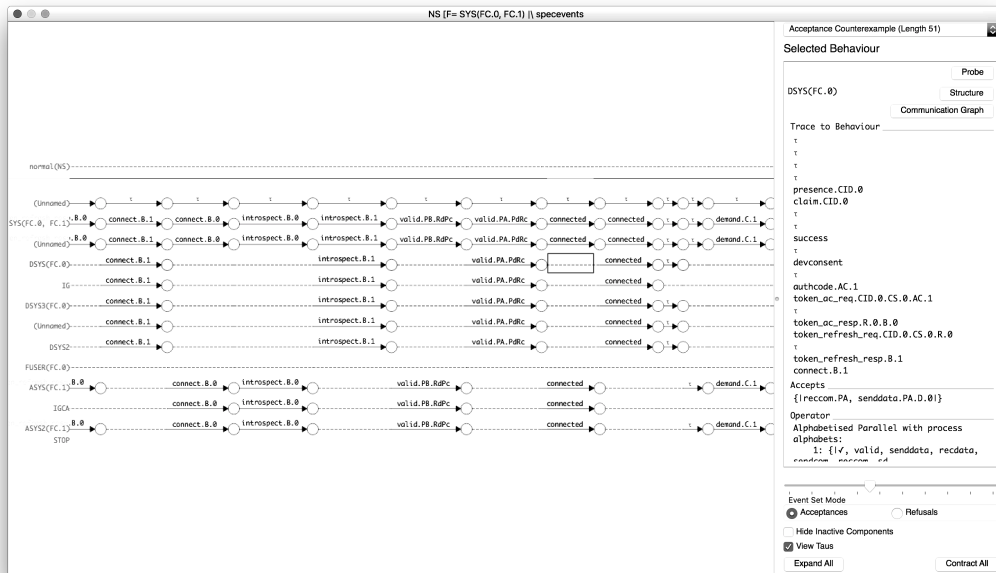 NS [F= SYS(FC.0, FC.1) |\ specevents
normal(NS)
(Unnamed) τ τ τ τ τ τ τ τ τ τ τ
SYS(FC.0, FC.1) .B.0 connect.B.1 connect.B.0 introspect.B.0 introspect.B.1 valid.PB.RdPc valid.PA.PdRc connected connected τ τ demand.C.1
(Unnamed) .B.0 connect.B.1 connect.B.0 introspect.B.0 introspect.B.1 valid.PB.RdPc valid.PA.PdRc connected connected τ τ demand.C.1
DSYS(FC.0) connect.B.1 introspect.B.1 valid.PA.PdRc connected τ
IG connect.B.1 introspect.B.1 valid.PA.PdRc connected
DSYS3(FC.0) connect.B.1 introspect.B.1 valid.PA.PdRc connected τ
(Unnamed) connect.B.1 introspect.B.1 valid.PA.PdRc connected τ
DSYS2 connect.B.1 introspect.B.1 valid.PA.PdRc connected τ
FUSER(FC.0)
ASYS(FC.1) B.0 connect.B.0 introspect.B.0 valid.PB.RdPc connected τ demand.C.1
IGCA connect.B.0 introspect.B.0 valid.PB.RdPc connected
ASYS2(FC.1) B.0 connect.B.0 introspect.B.0 valid.PB.RdPc connected τ demand.C.1
STOP
Acceptance Counterexample (Length 51)
Selected Behaviour
Probe
DSYS(FC.0)
Structure
Communication Graph
Trace to Behaviour
τ
τ
τ
τ
presence.CID.0
claim.CID.0
τ
τ
success
τ
devconsent
τ
authcode.AC.1
token_ac_req.CID.0.CS.0.AC.1
τ
token_ac_resp.R.0.B.0
token_refresh_req.CID.0.CS.0.R.0
τ
token_refresh_resp.B.1
connect.B.1
Accepts
{|reccom.PA, senddata.PA.D.0|}
Operator
Alphabetised Parallel with process
alphabets:
1: {|✓, valid, senddata, recdata,
sendcom, reccom, sd
Event Set Mode
Acceptances
Refusals
Hide Inactive Components
View Taus
Expand All
Contract All